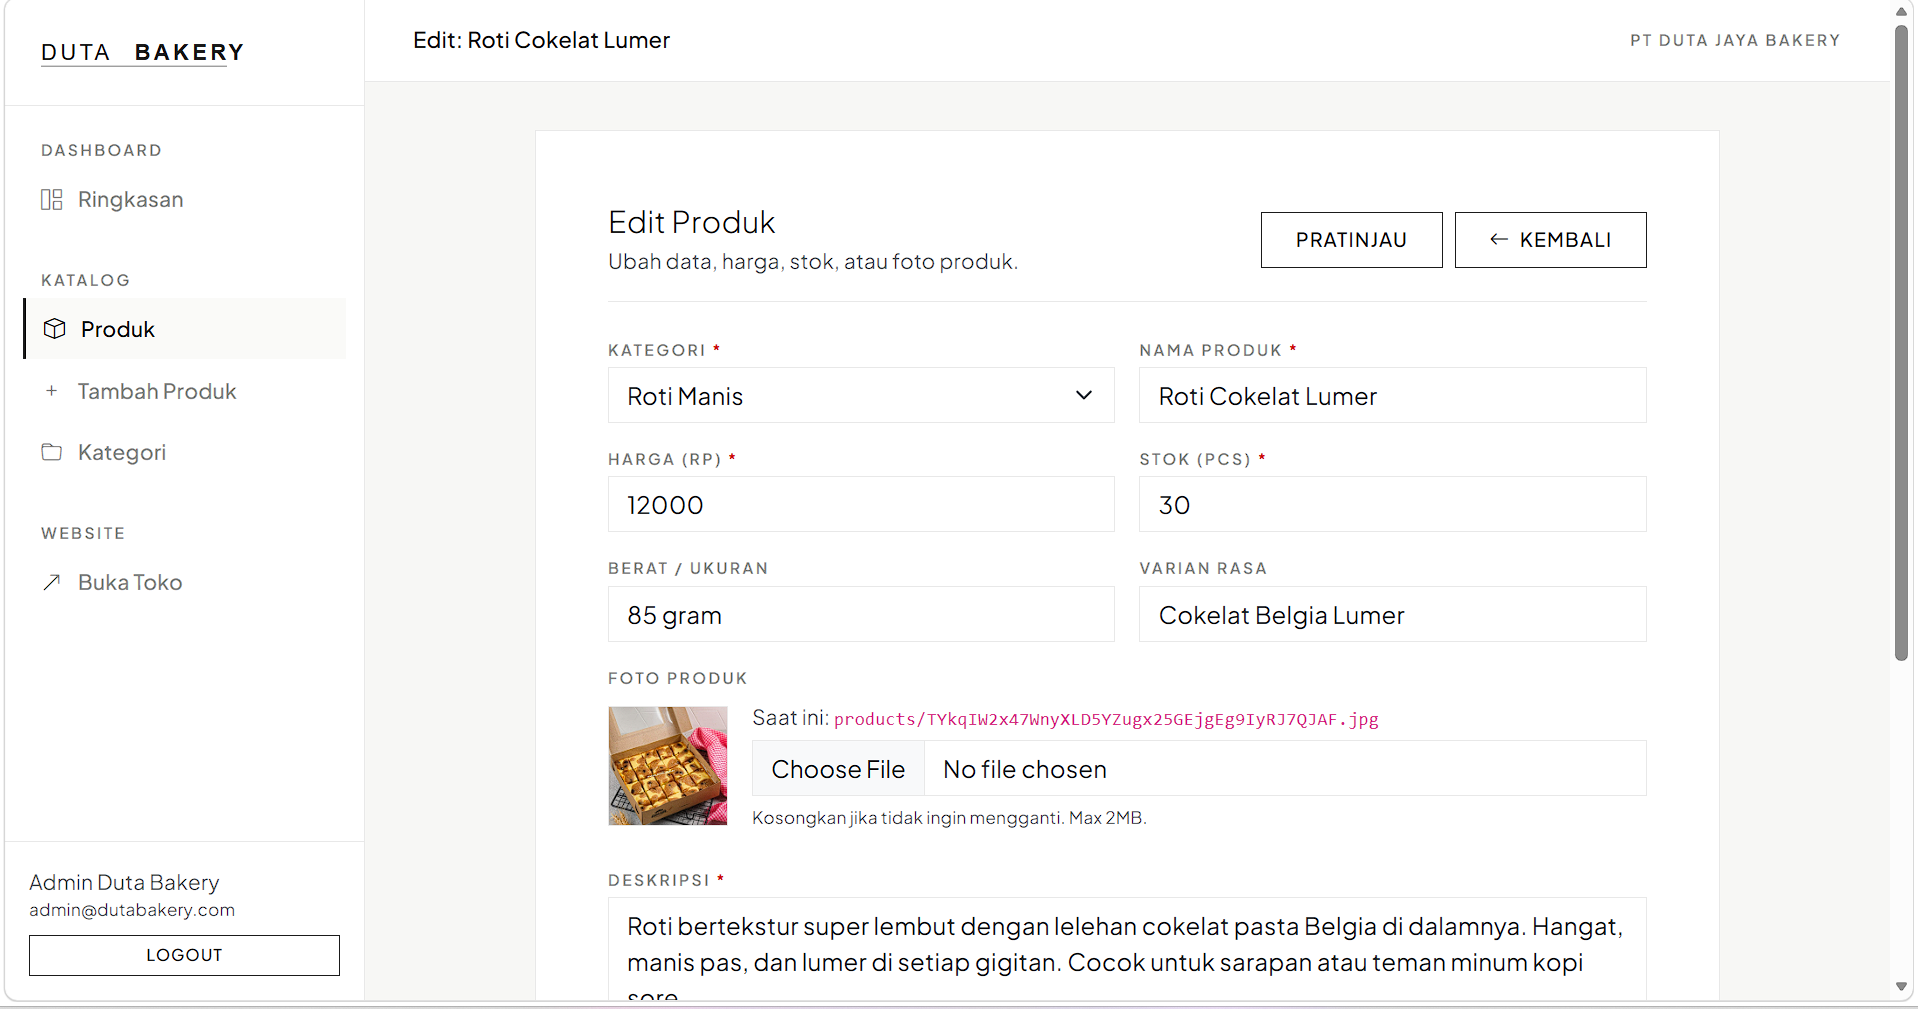 DUTA BAKERY
Edit: Roti Cokelat Lumer
PT DUTA JAYA BAKERY
DASHBOARD
Ringkasan
KATALOG
Produk
+ Tambah Produk
Kategori
WEBSITE
Buka Toko
Admin Duta Bakery
admin@dutabakery.com
LOGOUT
Edit Produk
Ubah data, harga, stok, atau foto produk.
PRATINJAU
← KEMBALI
KATEGORI *
Roti Manis
NAMA PRODUK *
Roti Cokelat Lumer
HARGA (RP) *
12000
STOK (PCS) *
30
BERAT / UKURAN
85 gram
VARIAN RASA
Cokelat Belgia Lumer
FOTO PRODUK
Saat ini: products/TYkqIW2x47WnyXLD5YZugx25GEjgEg9IyRJ7QJAF.jpg
Choose File No file chosen
Kosongkan jika tidak ingin mengganti. Max 2MB.
DESKRIPSI *
Roti bertekstur super lembut dengan lelehan cokelat pasta Belgia di dalamnya. Hangat,
manis pas, dan lumer di setiap gigitan. Cocok untuk sarapan atau teman minum kopi
sore.